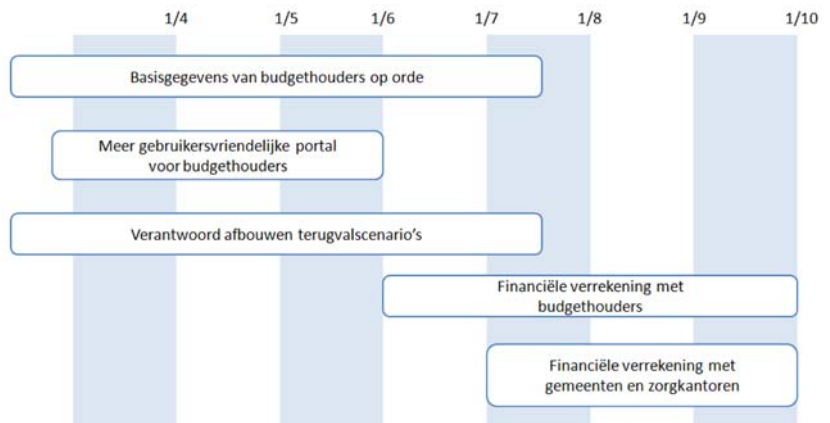 1/4 1/5 1/6 1/7 1/8 1/9 1/10
Basisgegevens van budgethouders op orde
Meer gebruikersvriendelijke portal
voor budgethouders
Verantwoord afbouwen terugvalscenario's
Financiële verrekening met
budgethouders
Financiële verrekening met
gemeenten en zorgkantoren